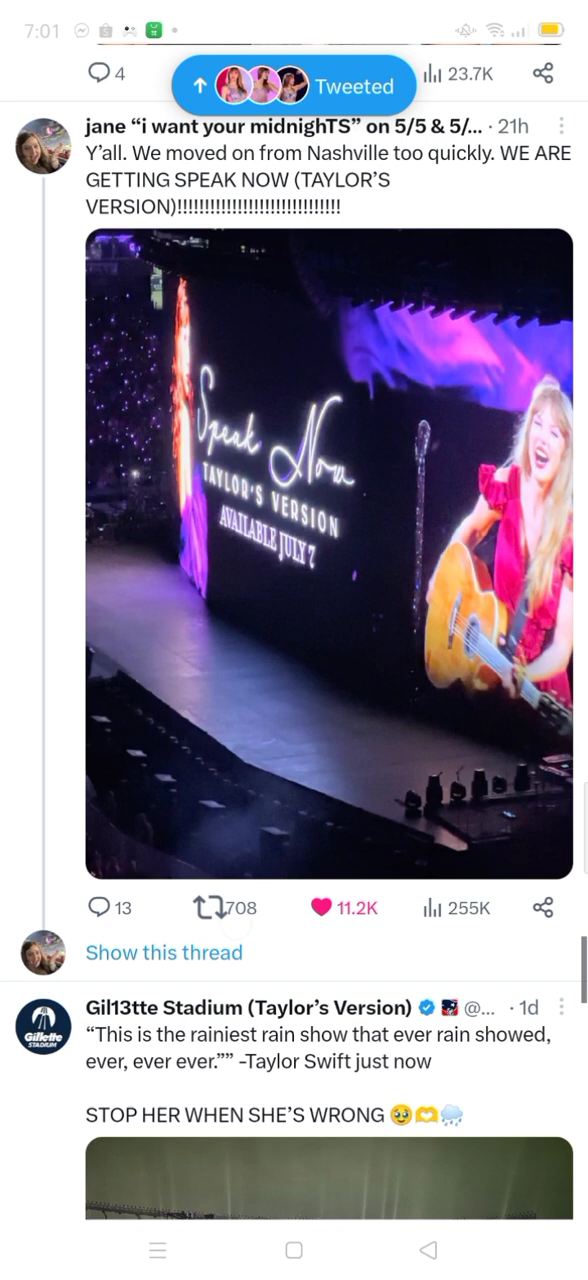 7:01
4
23.7K
Tweeted
jane “i want your midnighTS” on 5/5 & 5/... · 21h
Y’all. We moved on from Nashville too quickly. WE ARE
GETTING SPEAK NOW (TAYLOR’S
VERSION)!!!!!!!!!!!!!!!!!!!!!!!!!!!!!!
Speak Now
TAYLOR'S VERSION
AVAILABLE JULY 7
13 708 11.2K 255K
Show this thread
Gillette
STADIUM
Gil13tte Stadium (Taylor’s Version) @... · 1d
“This is the rainiest rain show that ever rain showed,
ever, ever ever.”” -Taylor Swift just now
STOP HER WHEN SHE’S WRONG 🥹🫶🌧️